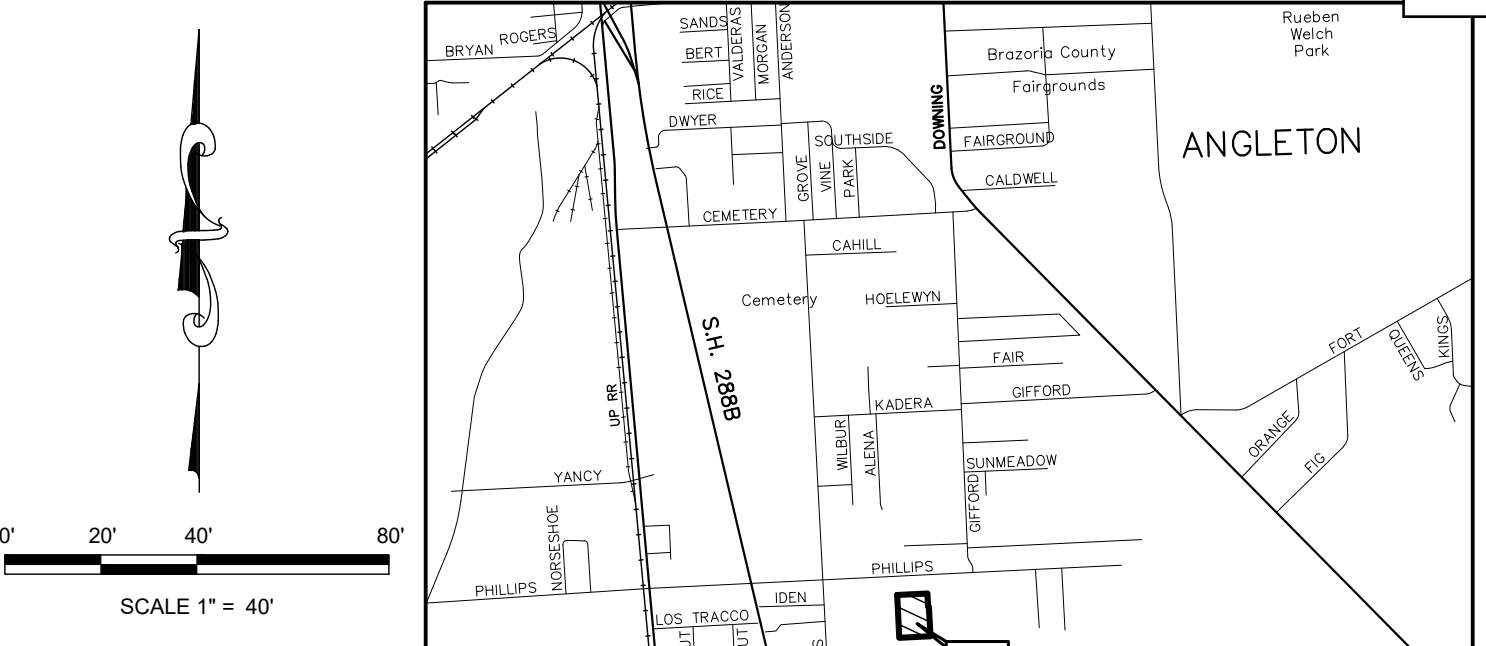 0' 20' 40' 80'
SCALE 1" = 40'
BRYAN
ROGERS
SANDS
BERT
RICE
DWYER
VALDERAS
MORGAN
ANDERSON
GROVE
VINE
PARK
SOUTHSIDE
CEMETERY
DOWNING
Brazoria County
Fairgrounds
FAIRGROUND
CALDWELL
Rueben
Welch
Park
ANGLETON
CAHILL
Cemetery
HOELEWYN
S.H. 288B
UP RR
FAIR
GIFFORD
KADERA
WILBUR
ALENA
SUNMEADOW
GIFFORD
FORT
QUEENS
KINGS
ORANGE
FIG
YANCY
NORSESHOE
PHILLIPS
PHILLIPS
IDEN
LOS TRACCO